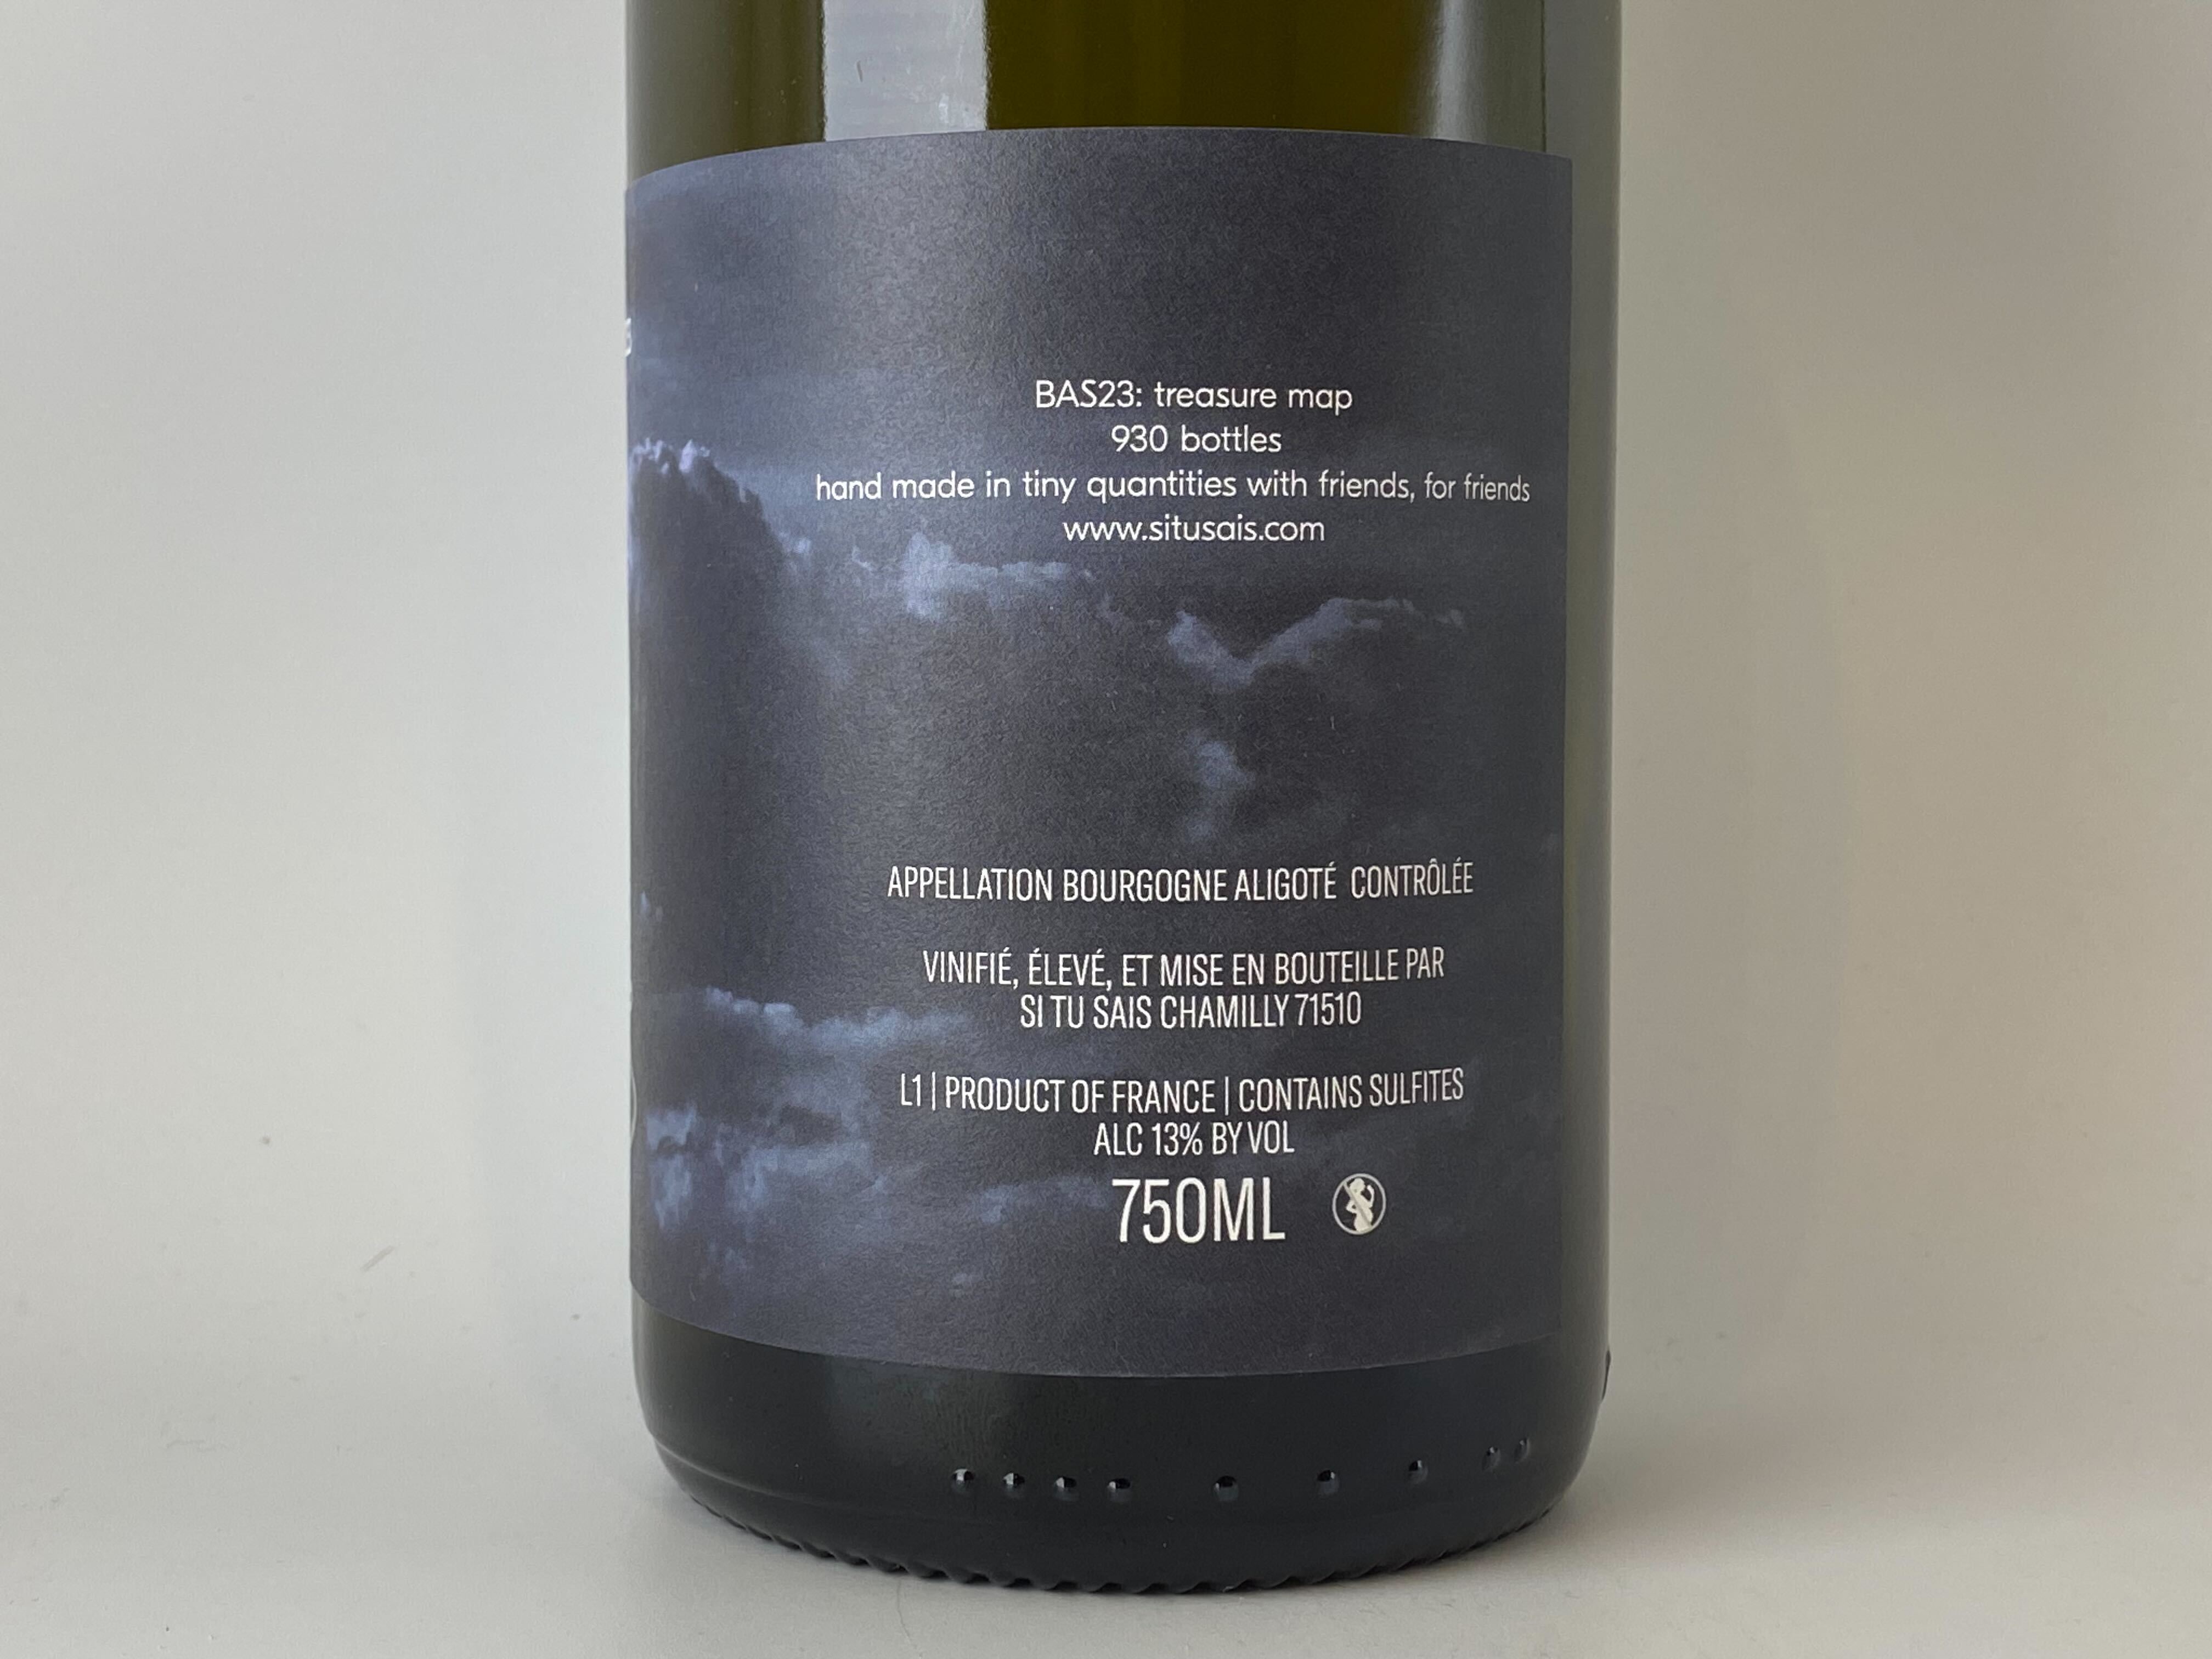 BAS23: treasure map
930 bottles
hand made in tiny quantities with friends, for friends
www.situsais.com
APPELLATION BOURGOGNE ALIGOTÉ CONTRÔLÉE
VINIFIÉ, ÉLEVÉ, ET MISE EN BOUTEILLE PAR
SI TU SAIS CHAMILLY 71510
L1 | PRODUCT OF FRANCE | CONTAINS SULFITES
ALC 13% BY VOL
750ML